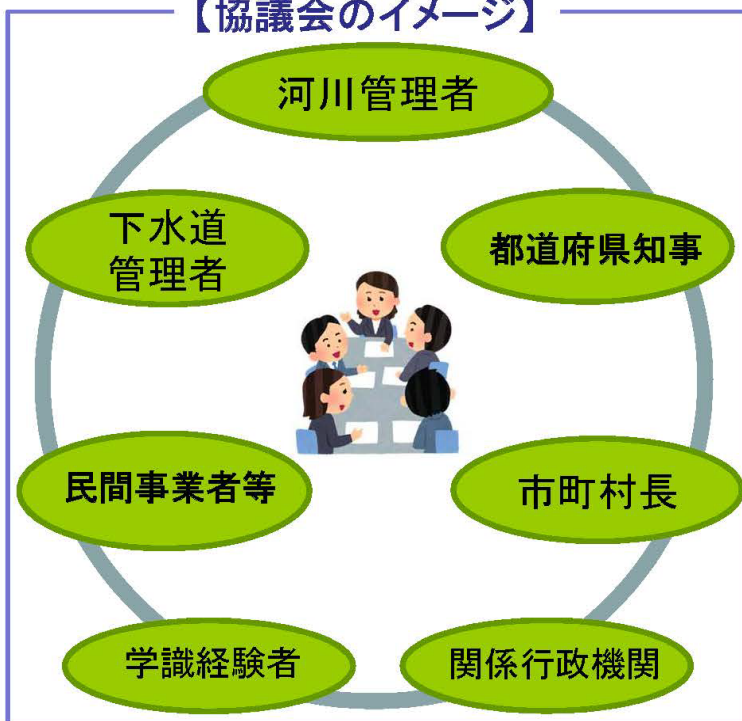 【協議会のイメージ】
河川管理者
下水道
管理者
都道府県知事
民間事業者等
市町村長
学識経験者
関係行政機関